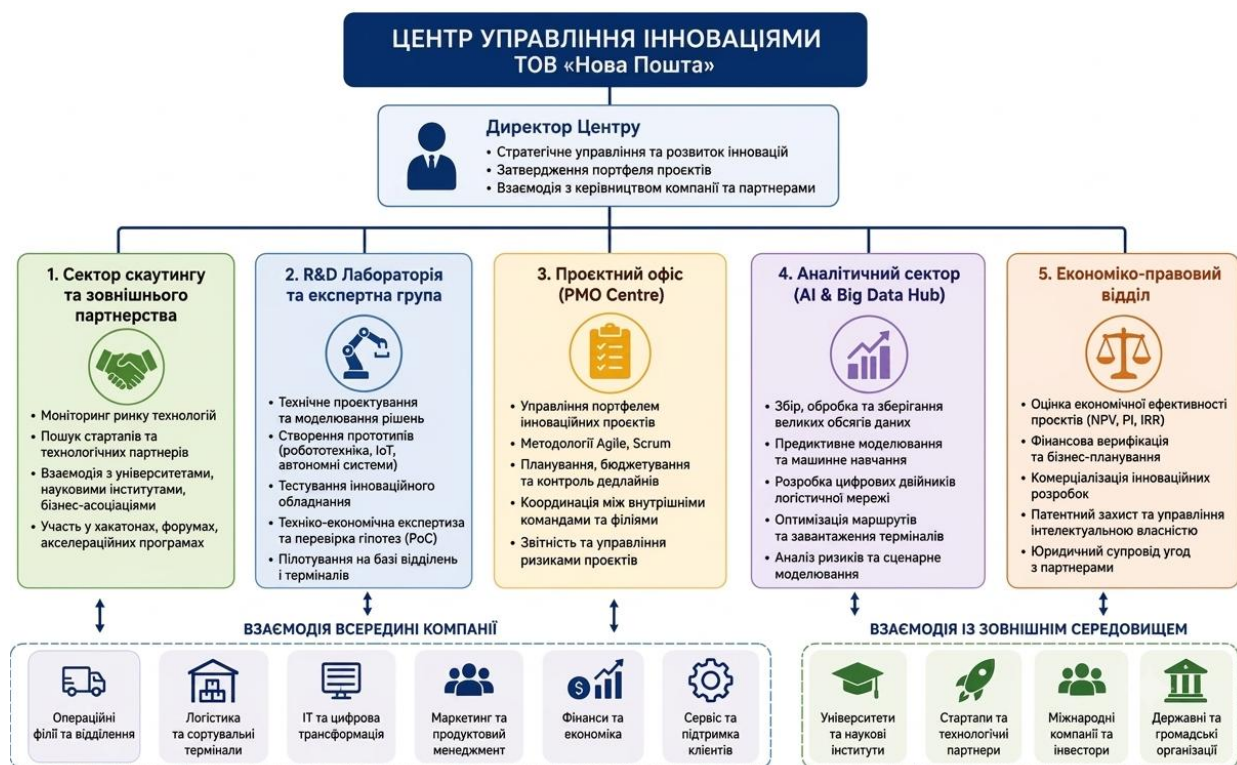 ЦЕНТР УПРАВЛІННЯ ІННОВАЦІЯМИ
ТОВ «Нова Пошта»
Директор Центру
• Стратегічне управління та розвиток інновацій
• Затвердження портфеля проєктів
• Взаємодія з керівництвом компанії та партнерами
1. Сектор скаутингу
та зовнішнього
партнерства
• Моніторинг ринку технологій
• Пошук стартапів та
технологічних партнерів
• Взаємодія з університетами,
науковими інститутами,
бізнес-асоціаціями
• Участь у хакатонах, форумах,
акселераційних програмах
2. R&D Лабораторія
та експертна група
• Технічне проєктування
та моделювання рішень
• Створення прототипів
(робототехніка, IoT,
автономні системи)
• Тестування інноваційного
обладнання
• Техніко-економічна експертиза
та перевірка гіпотез (PoC)
• Пілотування на базі відділень
і терміналів
3. Проєктний офіс
(PMO Centre)
• Управління портфелем
інноваційних проєктів
• Методології Agile, Scrum
• Планування, бюджетування
та контроль дедлайнів
• Координація між внутрішніми
командами та філіями
• Звітність та управління
ризиками проєктів
4. Аналітичний сектор
(AI & Big Data Hub)
• Збір, обробка та зберігання
великих обсягів даних
• Предиктивне моделювання
та машинне навчання
• Розробка цифрових двійників
логістичної мережі
• Оптимізація маршрутів
та завантаження терміналів
• Аналіз ризиків та сценарне
моделювання
5. Економіко-правовий
відділ
• Оцінка економічної ефективності
проєктів (NPV, PI, IRR)
• Фінансова верифікація
та бізнес-планування
• Комерціалізація інноваційних
розробок
• Патентний захист та управління
інтелектуальною власністю
• Юридичний супровід угод
з партнерами
ВЗАЄМОДІЯ ВСЕРЕДИНІ КОМПАНІЇ
Операційні
філії та відділення
Логістика
та сортувальні
термінали
IT та цифрова
трансформація
Маркетинг та
продуктовий
менеджмент
$
Фінанси та
економіка
Сервіс та
підтримка
клієнтів
ВЗАЄМОДІЯ ІЗ ЗОВНІШНІМ СЕРЕДОВИЩЕМ
Університети
та наукові
інститути
Стартапи та
технологічні
партнери
Міжнародні
компанії та
інвестори
Державні та
громадські
організації